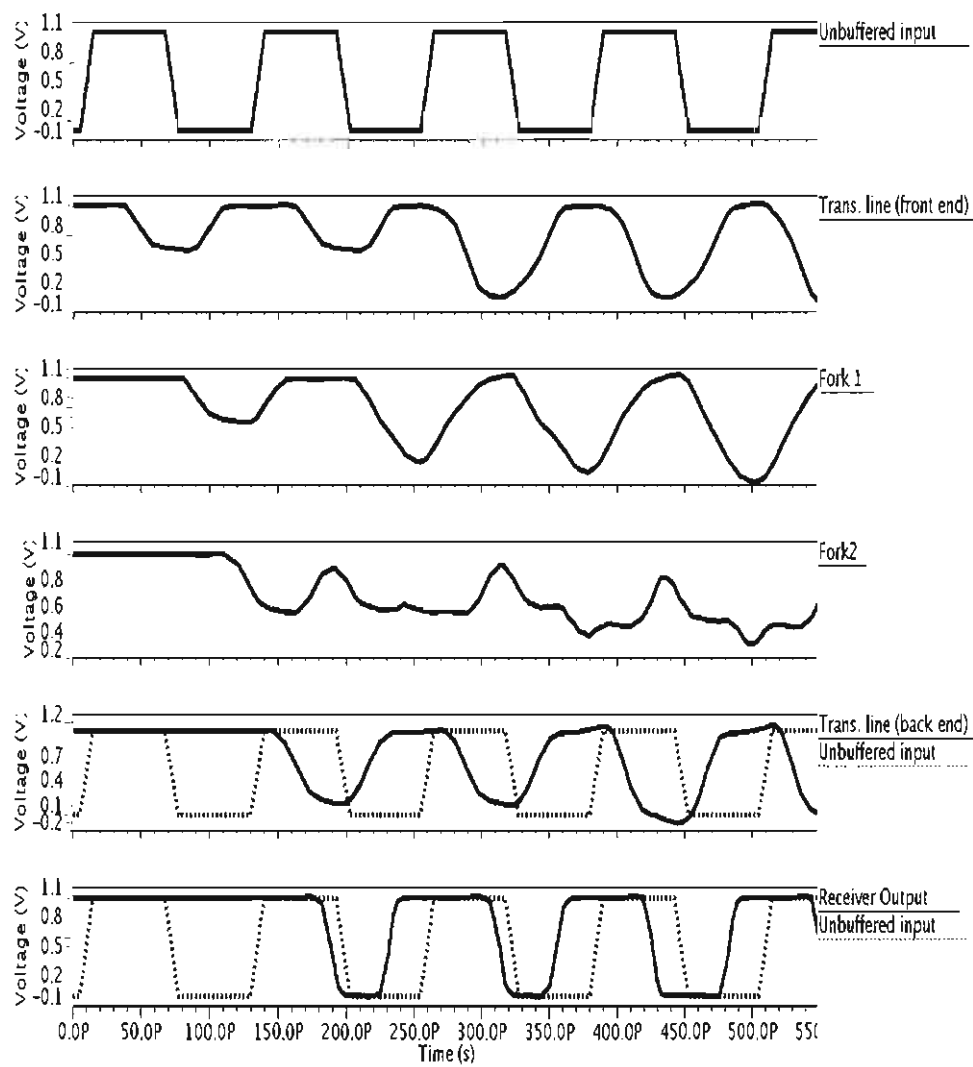 Voltage (V)
1.1
0.8
0.5
0.2
-0.1
Unbuffered input
Voltage (V)
1.1
0.8
0.5
0.2
-0.1
Trans. line (front end)
Voltage (V)
1.1
0.8
0.5
0.2
-0.1
Fork 1
Voltage (V)
1.1
0.8
0.6
0.4
0.2
Fork2
Voltage (V)
1.2
0.7
0.4
0.1
-0.2
Trans. line (back end)
Unbuffered input
Voltage (V)
1.1
0.8
0.5
0.2
-0.1
Receiver Output
Unbuffered input
0.0P 50.0P 100.0P 150.0P 200.0P 250.0P 300.0P 350.0P 400.0P 450.0P 500.0P 550
Time (s)